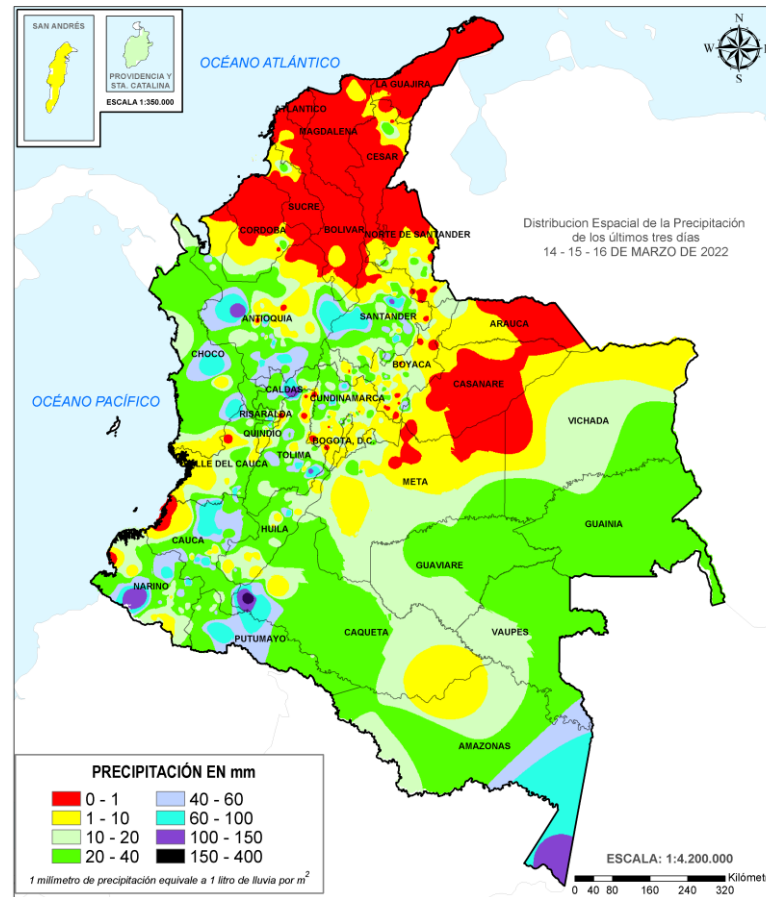 SAN ANDRÉS
PROVIDENCIA Y
STA. CATALINA
ESCALA 1:350.000
OCÉANO ATLÁNTICO
N
W
E
S
LA GUAJIRA
ATLANTICO
MAGDALENA
CESAR
SUCRE
CORDOBA
BOLIVAR
NORTE DE SANTANDER
Distribucion Espacial de la Precipitación
de los últimos tres días
14 - 15 - 16 DE MARZO DE 2022
ANTIOQUIA
SANTANDER
ARAUCA
CHOCO
BOYACA
CASANARE
CALDAS
CUNDINAMARCA
OCÉANO PACÍFICO
RISARALDA
VICHADA
QUINDIO
BOGOTA, D.C.
TOLIMA
VALLE DEL CAUCA
META
GUAINIA
CAUCA
HUILA
GUAVIARE
NARIÑO
CAQUETA
VAUPES
PUTUMAYO
AMAZONAS
PRECIPITACIÓN EN mm
0 - 1
40 - 60
1 - 10
60 - 100
10 - 20
100 - 150
20 - 40
150 - 400
1 milímetro de precipitación equivale a 1 litro de lluvia por m²
ESCALA: 1:4.200.000
Kilómet
0 40 80 160 240 320